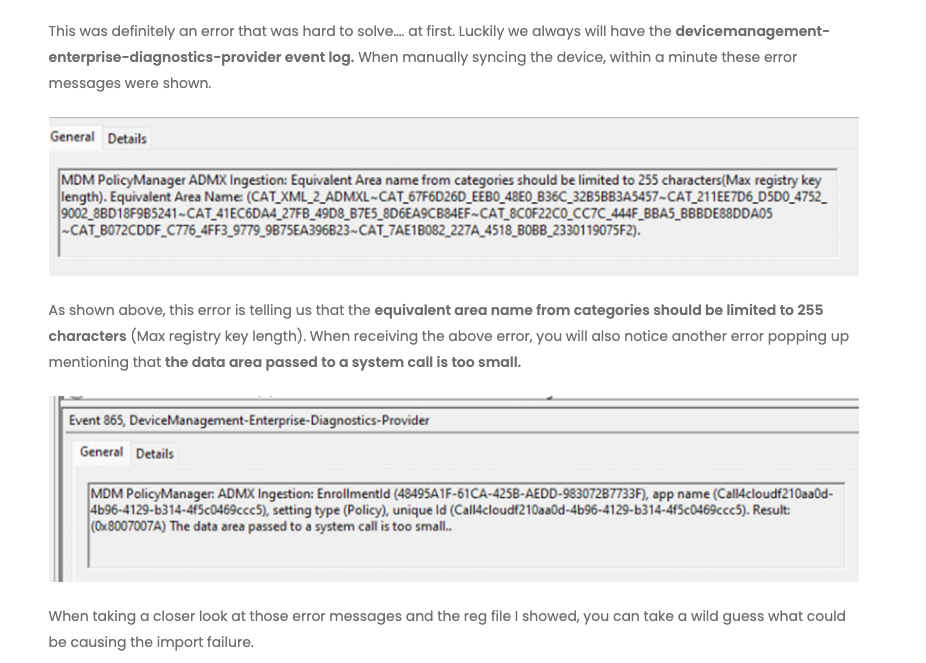 This was definitely an error that was hard to solve.... at first. Luckily we always will have the devicemanagement-
enterprise-diagnostics-provider event log. When manually syncing the device, within a minute these error
messages were shown.
General Details
MDM PolicyManager ADMX Ingestion: Equivalent Area name from categories should be limited to 255 characters(Max registry key
length). Equivalent Area Name: (CAT_XML_2_ADMXL~CAT_67F6D26D_EEB0_48E0_B36C_32B5BB3A5457~CAT_211EE7D6_D5D0_4752_
9002_8BD18F9B5241~CAT_41EC6DA4_27FB_49D8_B7E5_8D6EA9CB84EF~CAT_8C0F22C0_CC7C_444F_BBA5_BBBDE88DDA05
~CAT_B072CDDF_C776_4FF3_9779_9B75EA396B23~CAT_7AE1B082_227A_4518_B0BB_2330119075F2).
As shown above, this error is telling us that the equivalent area name from categories should be limited to 255
characters (Max registry key length). When receiving the above error, you will also notice another error popping up
mentioning that the data area passed to a system call is too small.
Event 865, DeviceManagement-Enterprise-Diagnostics-Provider
General Details
MDM PolicyManager: ADMX Ingestion: EnrollmentId (48495A1F-61CA-425B-AEDD-983072B7733F), app name (Call4cloudf210aa0d-
4b96-4129-b314-4f5c0469ccc5), setting type (Policy), unique Id (Call4cloudf210aa0d-4b96-4129-b314-4f5c0469ccc5). Result:
(0x8007007A) The data area passed to a system call is too small..
When taking a closer look at those error messages and the reg file I showed, you can take a wild guess what could
be causing the import failure.